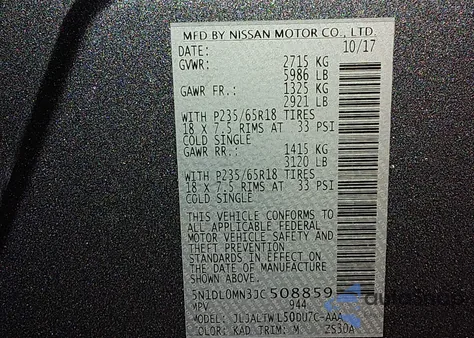 MFD BY NISSAN MOTOR CO., LTD.
DATE: 10/17
GVWR: 2715 KG
5986 LB
GAWR FR.: 1325 KG
2921 LB
WITH P235/65R18 TIRES
18 X 7.5 RIMS AT 33 PSI
COLD SINGLE
GAWR RR.: 1415 KG
3120 LB
WITH P235/65R18 TIRES
18 X 7.5 RIMS AT 33 PSI
COLD SINGLE
THIS VEHICLE CONFORMS TO
ALL APPLICABLE FEDERAL
MOTOR VEHICLE SAFETY AND
THEFT PREVENTION
STANDARDS IN EFFECT ON
THE DATE OF MANUFACTURE
SHOWN ABOVE.
5N1DL0MN3JC508859
MPV 944
MODEL:
COLOR: KAD TRIM: M